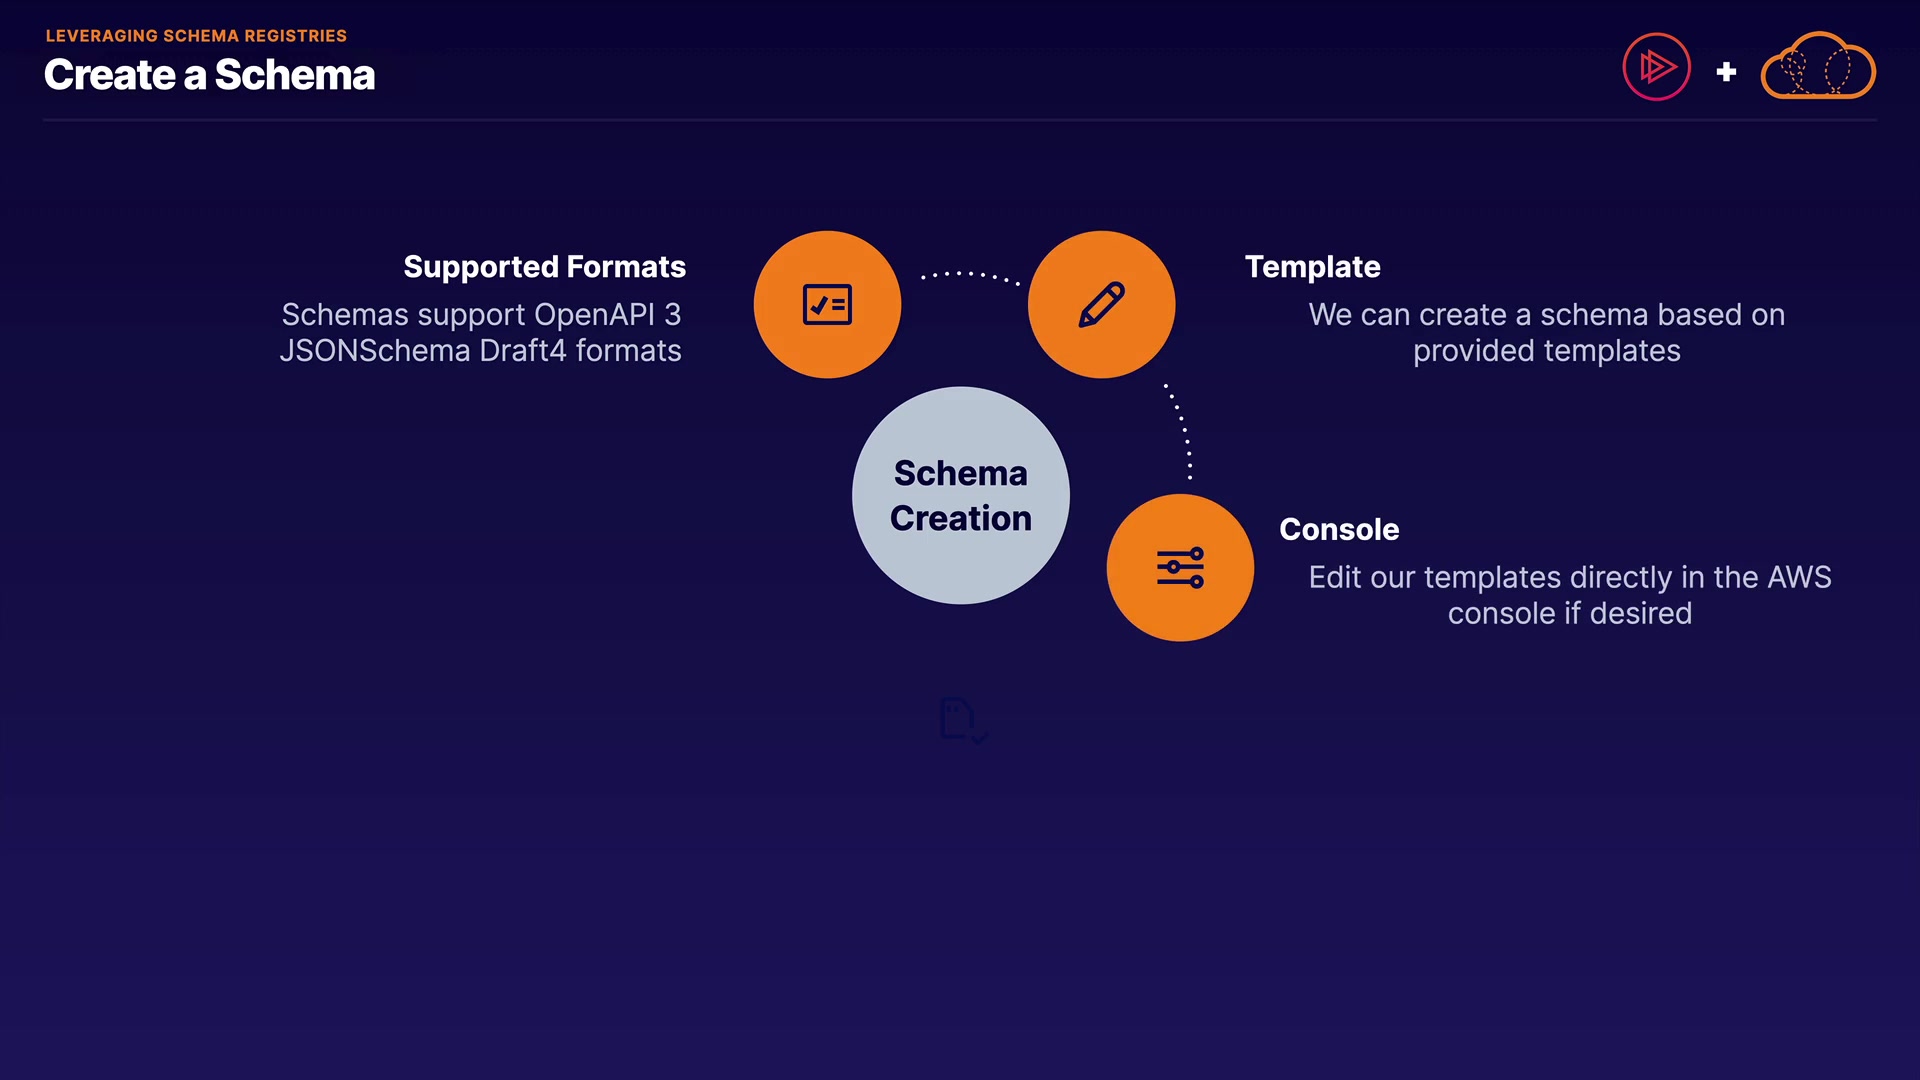 LEVERAGING SCHEMA REGISTRIES
Create a Schema
Supported Formats
Schemas support OpenAPI 3
JSONSchema Draft4 formats
Template
We can create a schema based on
provided templates
Schema
Creation
Console
Edit our templates directly in the AWS
console if desired